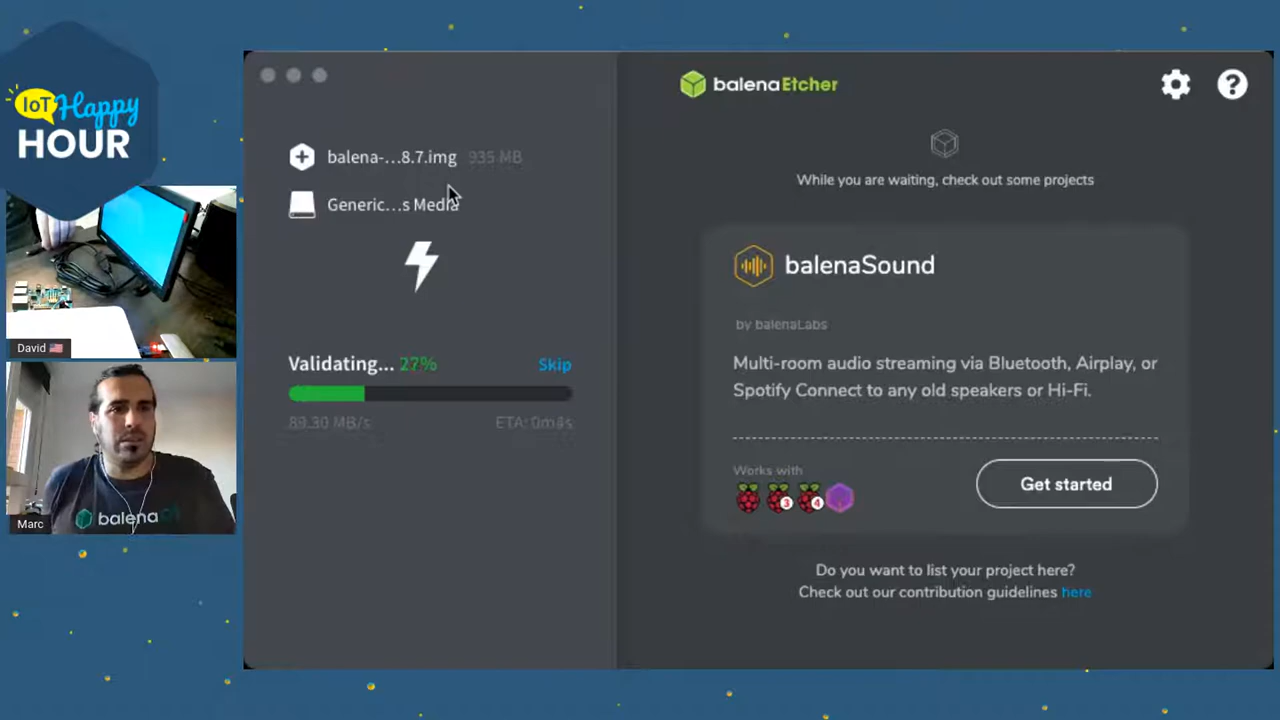 IoT Happy
HOUR
David
Marc
balena
balena-...8.7.img 935 MB
Generic...s Media
Validating... 27% Skip
89.30 MB/s
balenaEtcher
?
While you are waiting, check out some projects
balenaSound
by balenaLabs
Multi-room audio streaming via Bluetooth, Airplay, or
Spotify Connect to any old speakers or Hi-Fi.
Works with
3
4
Get started
Do you want to list your project here?
Check out our contribution guidelines here